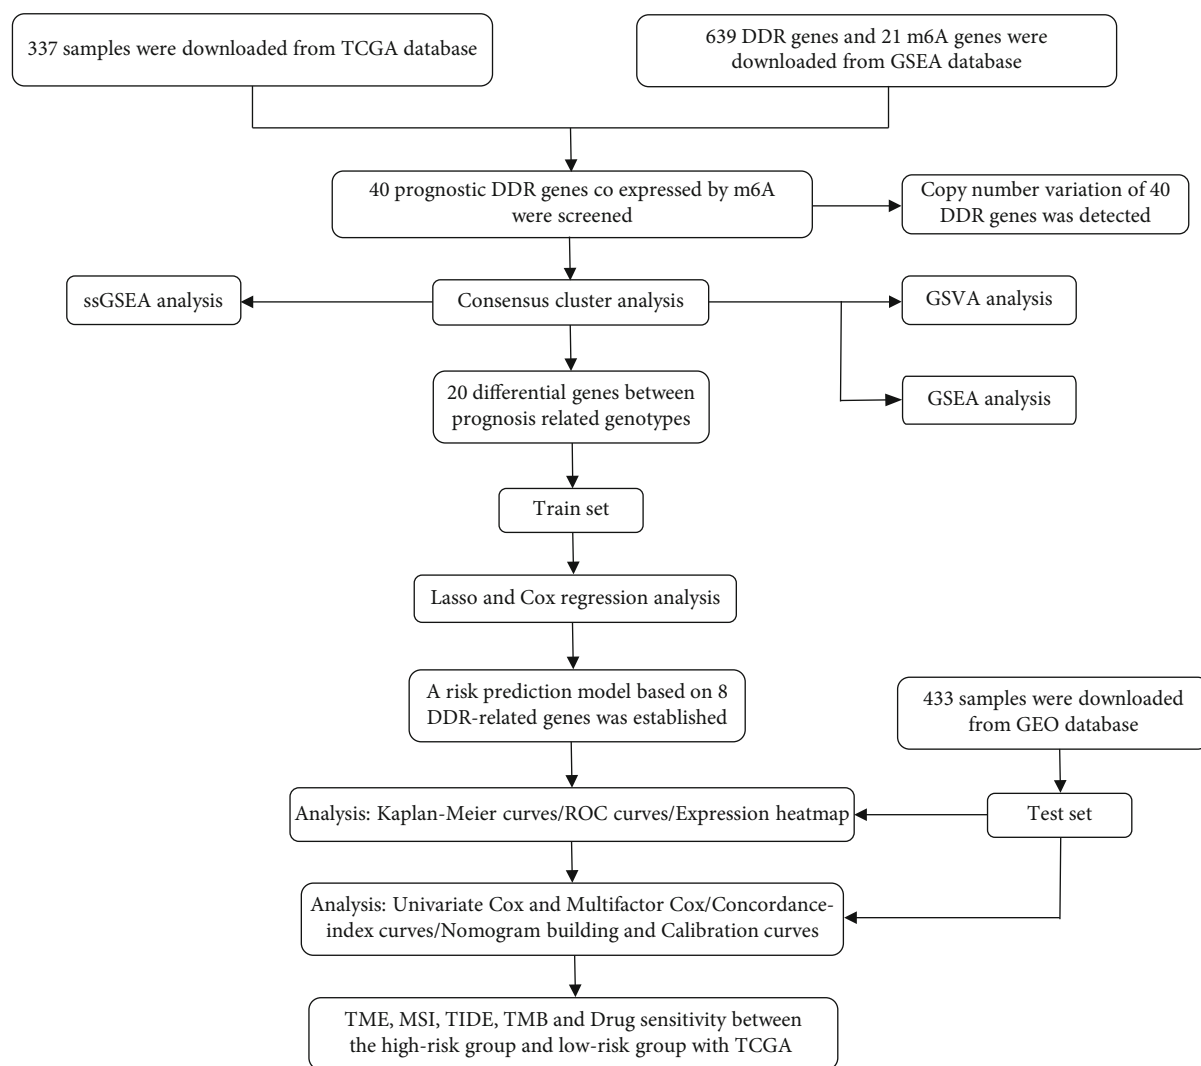 337 samples were downloaded from TCGA database
639 DDR genes and 21 m6A genes were
downloaded from GSEA database
40 prognostic DDR genes co expressed by m6A
were screened
Copy number variation of 40
DDR genes was detected
ssGSEA analysis
Consensus cluster analysis
GSVA analysis
20 differential genes between
prognosis related genotypes
GSEA analysis
Train set
Lasso and Cox regression analysis
A risk prediction model based on 8
DDR-related genes was established
433 samples were downloaded
from GEO database
Analysis: Kaplan-Meier curves/ROC curves/Expression heatmap
Test set
Analysis: Univariate Cox and Multifactor Cox/Concordance-
index curves/Nomogram building and Calibration curves
TME, MSI, TIDE, TMB and Drug sensitivity between
the high-risk group and low-risk group with TCGA